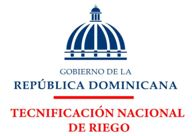 GOBIERNO DE LA
REPÚBLICA DOMINICANA
TECNIFICACIÓN NACIONAL
DE RIEGO